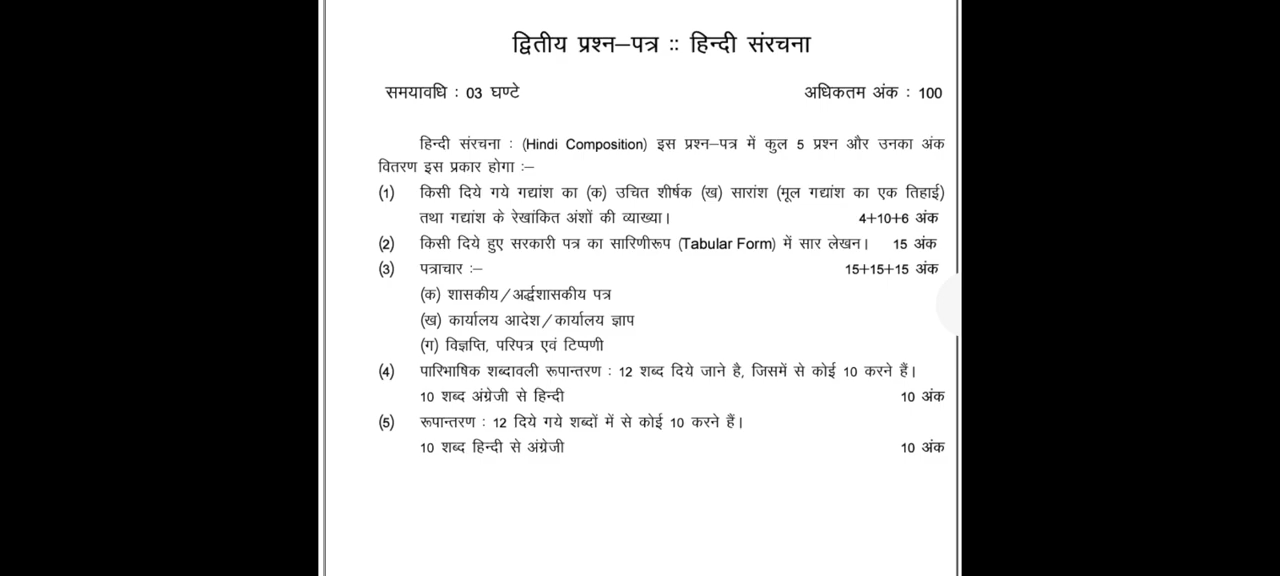 द्वितीय प्रश्न–पत्र :: हिन्दी संरचना
समयावधि : 03 घण्टे अधिकतम अंक : 100
हिन्दी संरचना : (Hindi Composition) इस प्रश्न–पत्र में कुल 5 प्रश्न और उनका अंक
वितरण इस प्रकार होगा :–
(1) किसी दिये गये गद्यांश का (क) उचित शीर्षक (ख) सारांश (मूल गद्यांश का एक तिहाई)
तथा गद्यांश के रेखांकित अंशों की व्याख्या। 4+10+6 अंक
(2) किसी दिये हुए सरकारी पत्र का सारिणीरूप (Tabular Form) में सार लेखन। 15 अंक
(3) पत्राचार :– 15+15+15 अंक
(क) शासकीय/अर्द्धशासकीय पत्र
(ख) कार्यालय आदेश/कार्यालय ज्ञाप
(ग) विज्ञप्ति, परिपत्र एवं टिप्पणी
(4) पारिभाषिक शब्दावली रूपान्तरण : 12 शब्द दिये जाने है, जिसमें से कोई 10 करने हैं।
10 शब्द अंग्रेजी से हिन्दी 10 अंक
(5) रूपान्तरण : 12 दिये गये शब्दों में से कोई 10 करने हैं।
10 शब्द हिन्दी से अंग्रेजी 10 अंक